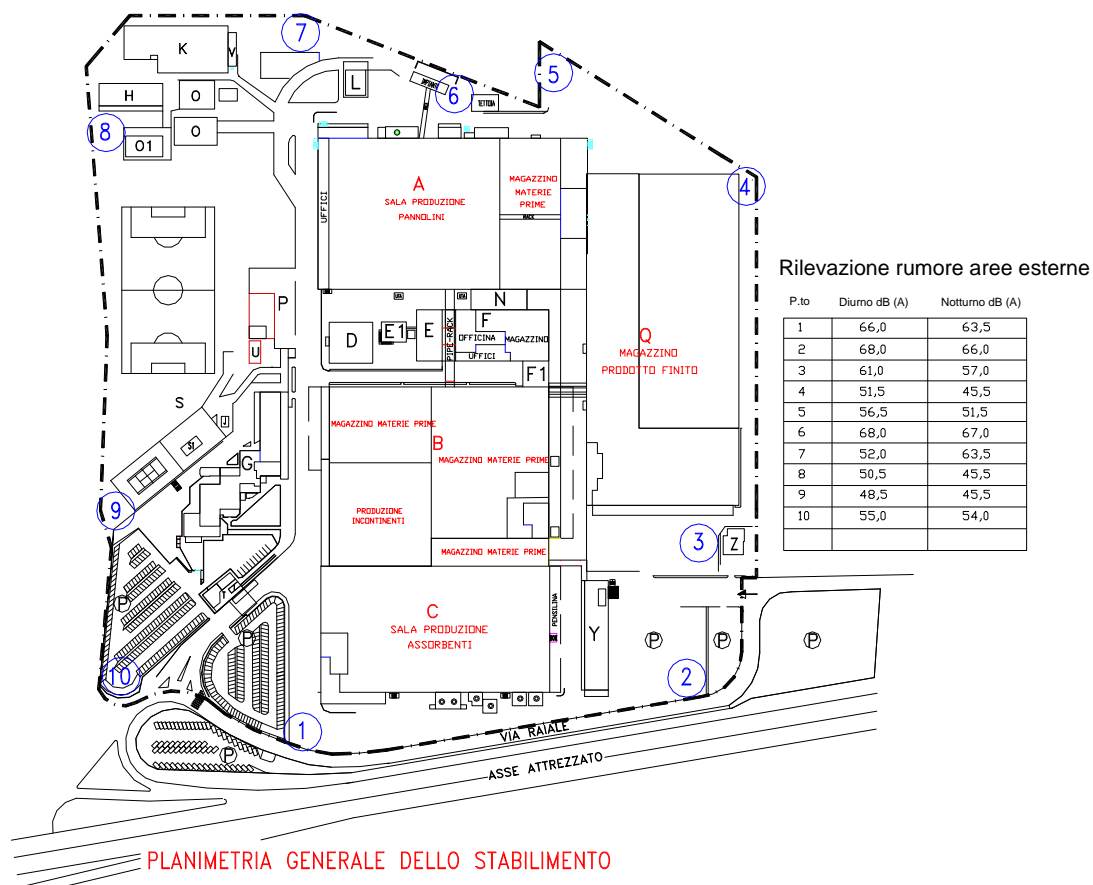 7
K
V
5
L
IMPIANTI
6
TETTOIA
H
O
8
O
O1
A
SALA PRODUZIONE
PANNOLINI
MAGAZZINO
MATERIE
PRIME
RACK
UFFICI
4
Rilevazione rumore aree esterne
P.to Diurno dB (A) Notturno dB (A)
1 66,0 63,5
2 68,0 66,0
3 61,0 57,0
4 51,5 45,5
5 56,5 51,5
6 68,0 67,0
7 52,0 63,5
8 50,5 45,5
9 48,5 45,5
10 55,0 54,0
P
N
D
E1
E
PIPE-RACK
F
OFFICINA
MAGAZZINO
UFFICI
F1
U
Q
MAGAZZINO
PRODOTTO FINITO
S
J
S1
G
9
MAGAZZINO MATERIE PRIME
B
MAGAZZINO MATERIE PRIME
PRODUZIONE
INCONTINENTI
MAGAZZINO MATERIE PRIME
3
Z
C
SALA PRODUZIONE
ASSORBENTI
PENSILINA
Y
P
P
P
P
T
P
10
1
2
P
VIA RAIALE
ASSE ATTREZZATO
PLANIMETRIA GENERALE DELLO STABILIMENTO